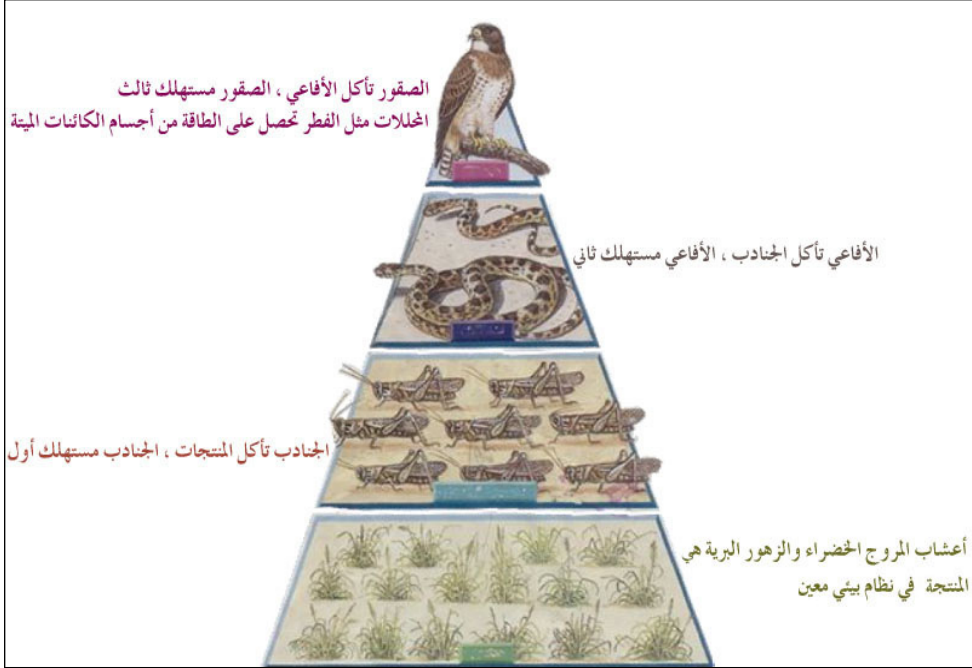 الصقور تأكل الأفاعي ، الصقور مستهلك ثالث
المحللات مثل الفطر تحصل على الطاقة من أجسام الكائنات الميتة
الأفاعي تأكل الجنادب ، الأفاعي مستهلك ثاني
الجنادب تأكل المنتجات ، الجنادب مستهلك أول
أعشاب المروج الخضراء والزهور البرية هي
المنتجة في نظام بيئي معين